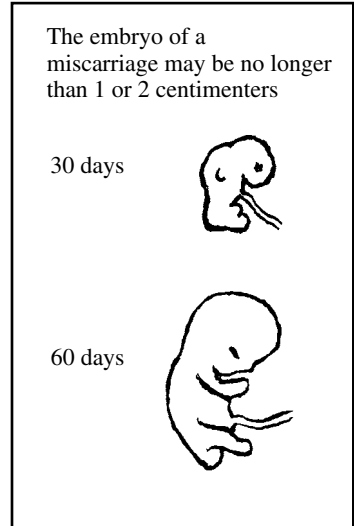 The embryo of a
miscarriage may be no longer
than 1 or 2 centimenters
30 days
60 days